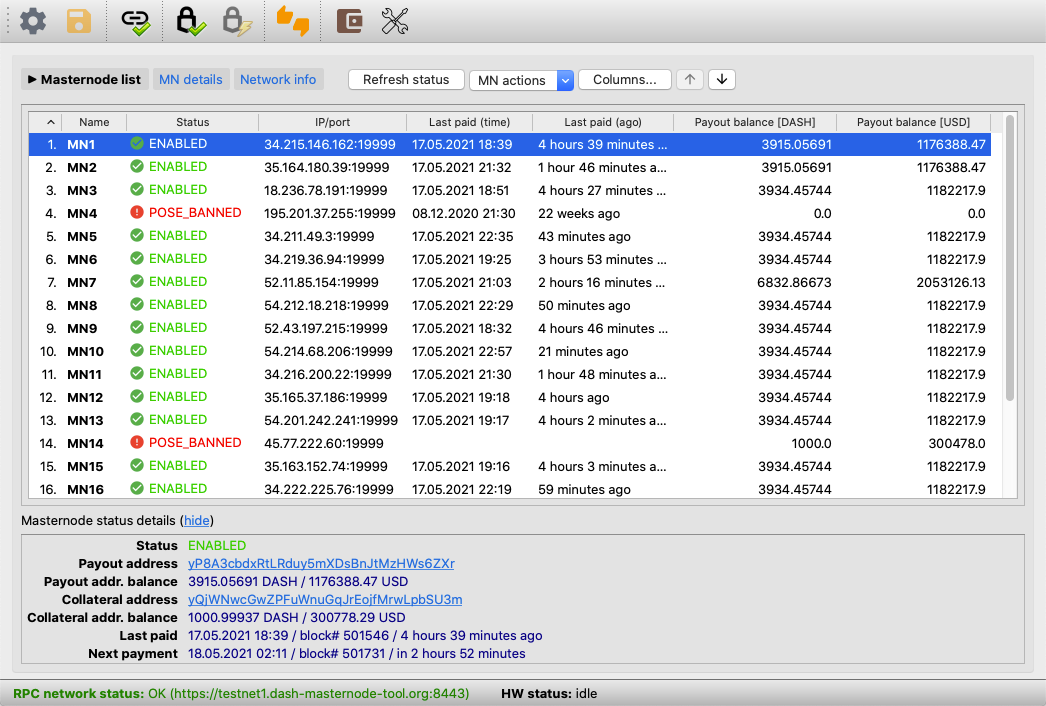 ▶ Masternode list MN details Network info Refresh status MN actions Columns... ↑ ↓
Name Status IP/port Last paid (time) Last paid (ago) Payout balance [DASH] Payout balance [USD]
1. MN1 ENABLED 34.215.146.162:19999 17.05.2021 18:39 4 hours 39 minutes ... 3915.05691 1176388.47
2. MN2 ENABLED 35.164.180.39:19999 17.05.2021 21:32 1 hour 46 minutes a... 3915.05691 1176388.47
3. MN3 ENABLED 18.236.78.191:19999 17.05.2021 18:51 4 hours 27 minutes ... 3934.45744 1182217.9
4. MN4 POSE_BANNED 195.201.37.255:19999 08.12.2020 21:30 22 weeks ago 0.0 0.0
5. MN5 ENABLED 34.211.49.3:19999 17.05.2021 22:35 43 minutes ago 3934.45744 1182217.9
6. MN6 ENABLED 34.219.36.94:19999 17.05.2021 19:25 3 hours 53 minutes ... 3934.45744 1182217.9
7. MN7 ENABLED 52.11.85.154:19999 17.05.2021 21:03 2 hours 16 minutes ... 6832.86673 2053126.13
8. MN8 ENABLED 54.212.18.218:19999 17.05.2021 22:29 50 minutes ago 3934.45744 1182217.9
9. MN9 ENABLED 52.43.197.215:19999 17.05.2021 18:32 4 hours 46 minutes ... 3934.45744 1182217.9
10. MN10 ENABLED 54.214.68.206:19999 17.05.2021 22:57 21 minutes ago 3934.45744 1182217.9
11. MN11 ENABLED 34.216.200.22:19999 17.05.2021 21:30 1 hour 48 minutes a... 3934.45744 1182217.9
12. MN12 ENABLED 35.165.37.186:19999 17.05.2021 19:18 4 hours ago 3934.45744 1182217.9
13. MN13 ENABLED 54.201.242.241:19999 17.05.2021 19:17 4 hours 2 minutes a... 3934.45744 1182217.9
14. MN14 POSE_BANNED 45.77.222.60:19999 1000.0 300478.0
15. MN15 ENABLED 35.163.152.74:19999 17.05.2021 19:16 4 hours 3 minutes a... 3934.45744 1182217.9
16. MN16 ENABLED 34.222.225.76:19999 17.05.2021 22:19 59 minutes ago 3934.45744 1182217.9
Masternode status details (hide)
Status ENABLED
Payout address yP8A3cbdxRtLRduy5mXDsBnJtMzHWs6ZXr
Payout addr. balance 3915.05691 DASH / 1176388.47 USD
Collateral address yQjWNwcGwZPFuWnuGqJrEojfMrwLpbSU3m
Collateral addr. balance 1000.99937 DASH / 300778.29 USD
Last paid 17.05.2021 18:39 / block# 501546 / 4 hours 39 minutes ago
Next payment 18.05.2021 02:11 / block# 501731 / in 2 hours 52 minutes
RPC network status: OK (https://testnet1.dash-masternode-tool.org:8443) HW status: idle